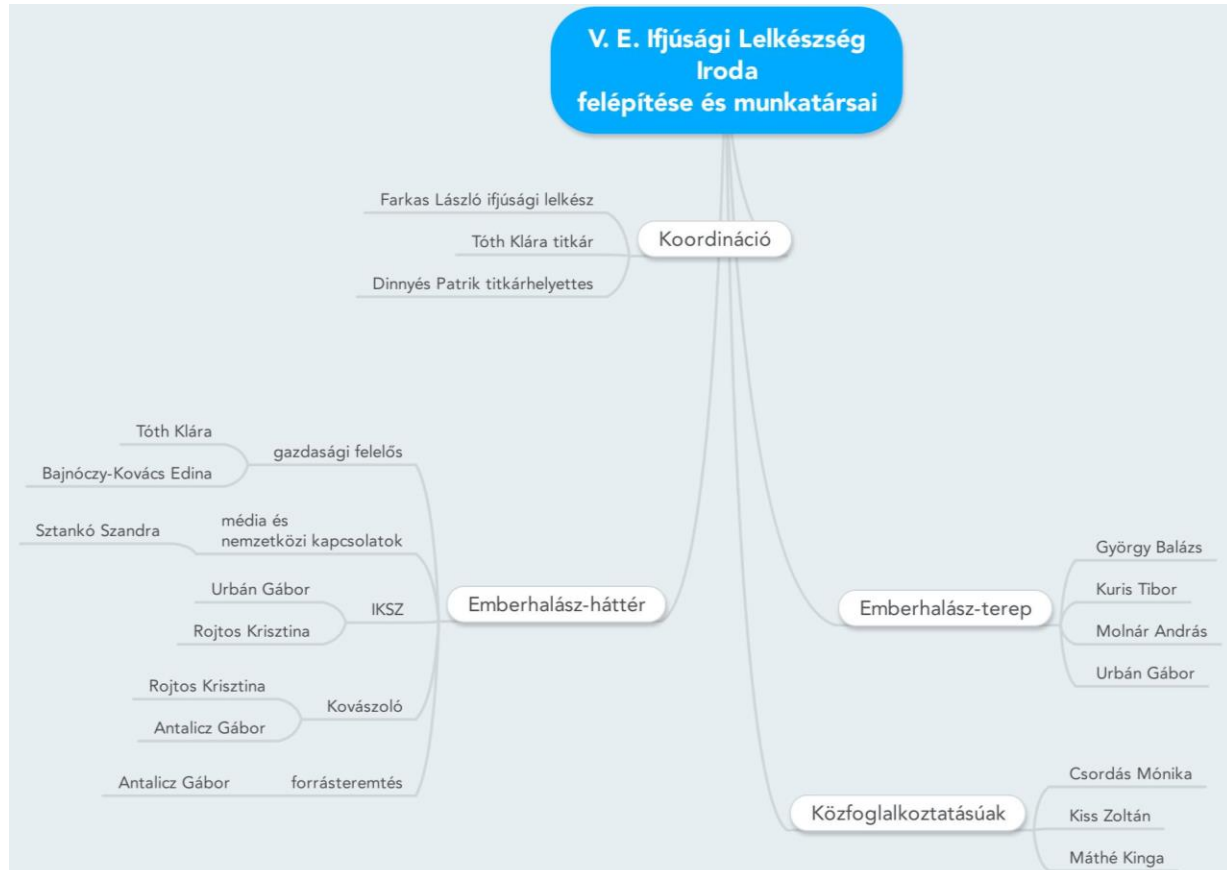 V. E. Ifjúsági Lelkészség
Iroda
felépítése és munkatársai
Koordináció
Farkas László ifjúsági lelkész
Tóth Klára titkár
Dinnyés Patrik titkárhelyettes
Emberhalász-háttér
gazdasági felelős
Tóth Klára
Bajnóczy-Kovács Edina
média és
nemzetközi kapcsolatok
Sztankó Szandra
IKSZ
Urbán Gábor
Rojtos Krisztina
Kovászoló
Rojtos Krisztina
Antalicz Gábor
forrásteremtés
Antalicz Gábor
Emberhalász-terep
György Balázs
Kuris Tibor
Molnár András
Urbán Gábor
Közfoglalkoztatásúak
Csordás Mónika
Kiss Zoltán
Máthé Kinga